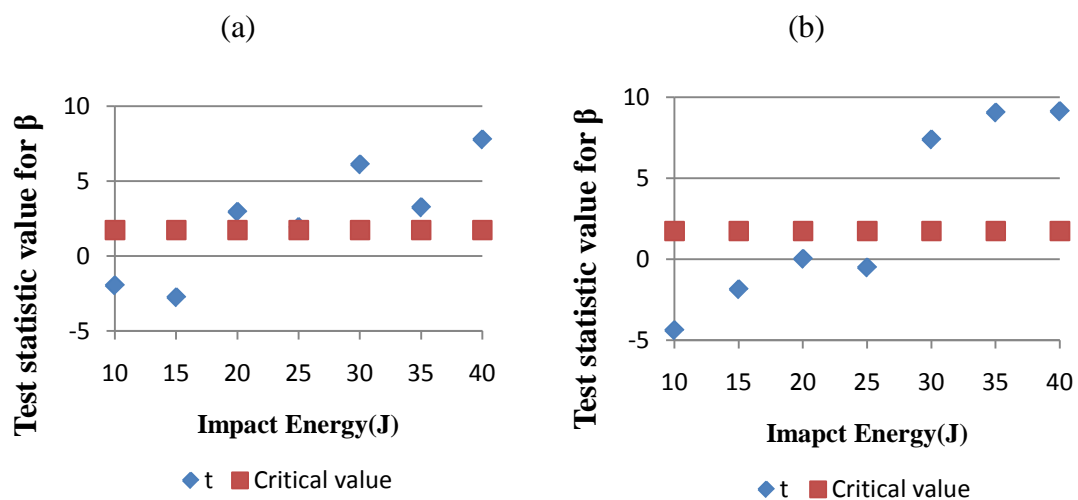 (a)
Test statistic value for β
10
5
0
-5
10 15 20 25 30 35 40
Impact Energy(J)
t Critical value
(b)
Test statistic value for β
10
5
0
-5
10 15 20 25 30 35 40
Imapct Energy(J)
t Critical value